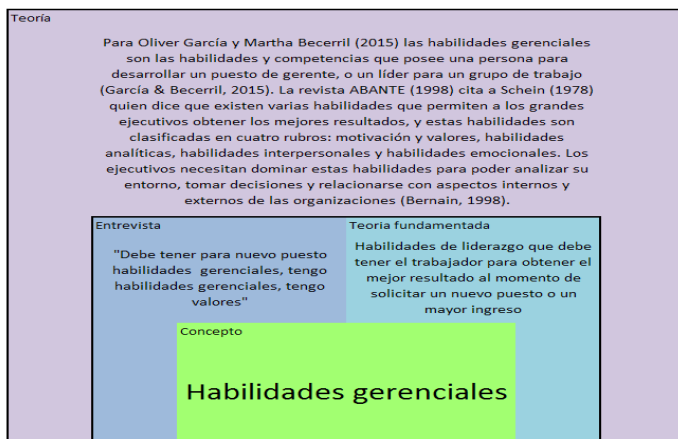 Teoría
Para Oliver García y Martha Becerril (2015) las habilidades gerenciales
son las habilidades y competencias que posee una persona para
desarrollar un puesto de gerente, o un líder para un grupo de trabajo
(García & Becerril, 2015). La revista ABANTE (1998) cita a Schein (1978)
quien dice que existen varias habilidades que permiten a los grandes
ejecutivos obtener los mejores resultados, y estas habilidades son
clasificadas en cuatro rubros: motivación y valores, habilidades
analíticas, habilidades interpersonales y habilidades emocionales. Los
ejecutivos necesitan dominar estas habilidades para poder analizar su
entorno, tomar decisiones y relacionarse con aspectos internos y
externos de las organizaciones (Bernain, 1998).
Entrevista
"Debe tener para nuevo puesto
habilidades gerenciales, tengo
habilidades gerenciales, tengo
valores"
Teoria fundamentada
Habilidades de liderazgo que debe
tener el trabajador para obtener el
mejor resultado al momento de
solicitar un nuevo puesto o un
mayor ingreso
Concepto
Habilidades gerenciales